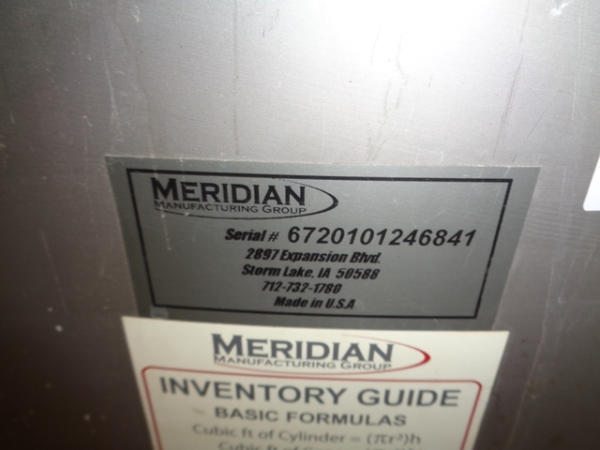 MERIDIAN
MANUFACTURING GROUP
Serial # 6720101246841
2897 Expansion Blvd.
Storm Lake, IA 50588
712-732-1780
Made in U.S.A
MERIDIAN
MANUFACTURING GROUP
INVENTORY GUIDE
BASIC FORMULAS
Cubic ft of Cylinder = (πr²)h